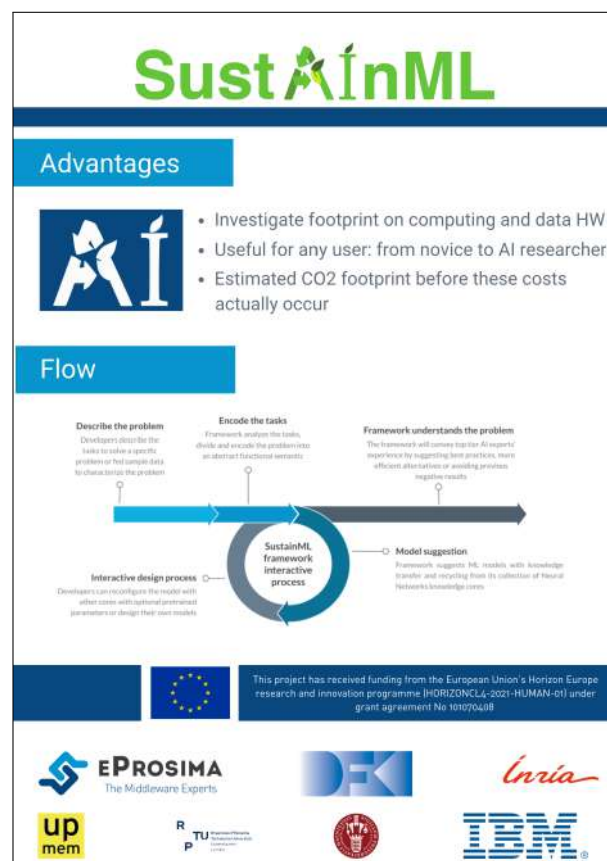 SustAInML
Advantages
AI
• Investigate footprint on computing and data HW
• Useful for any user: from novice to AI researcher
• Estimated CO2 footprint before these costs
actually occur
Flow
Describe the problem
Developers describe the
tasks to solve a specific
problem or fed sample data
to characterize the problem
Encode the tasks
Framework analyze the tasks,
divide and encode the problem into
an abstract functional semantic
Framework understands the problem
The framework will convey top tier AI experts'
experience by suggesting best practices, more
efficient alternatives or avoiding previous
negative results
SustainML
framework
interactive
process
Interactive design process
Developers can reconfigure the model with
other cores with optional pretrained
parameters or design their own models
Model suggestion
Framework suggests ML models with knowledge
transfer and recycling from its collection of Neural
Networks knowledge cores
This project has received funding from the European Union's Horizon Europe
research and innovation programme (HORIZONCL4-2021-HUMAN-01) under
grant agreement No 101070408
EPROSIMA
The Middleware Experts
DFK
Inria
up
mem
R
TU
P
IBM®